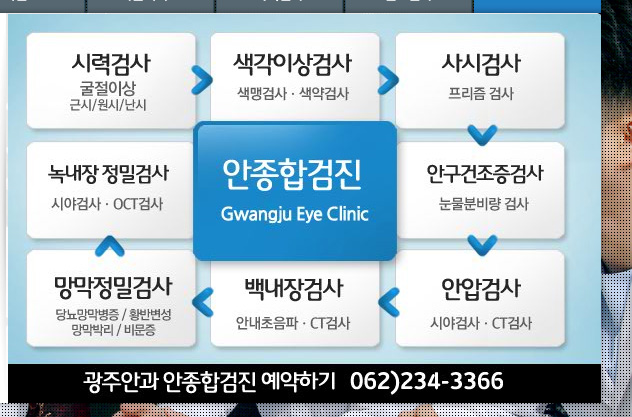 시력검사
굴절이상
근시/원시/난시
색각이상검사
색맹검사 · 색약검사
사시검사
프리즘 검사
녹내장 정밀검사
시야검사 · OCT검사
안종합검진
Gwangju Eye Clinic
안구건조증검사
눈물분비량 검사
망막정밀검사
당뇨망막병증 / 황반변성
망막박리 / 비문증
백내장검사
안내초음파 · CT검사
안압검사
시야검사 · CT검사
광주안과 안종합검진 예약하기 062)234-3366